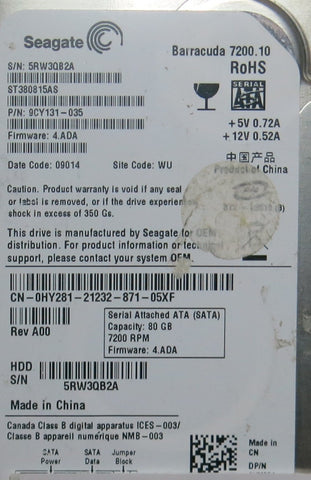 Seagate
Barracuda 7200.10
RoHS
S/N: 5RW3QB2A
ST380815AS
SERIAL
ATA
P/N: 9CY131-035
+5V 0.72A
+12V 0.52A
Firmware: 4.ADA
Date Code: 09014 Site Code: WU
中国产品
Product of China
Caution. Product warranty is void if any seal
or label is removed, or if the drive experien
shock in excess of 350 Gs.
This drive is manufactured by Seagate for OEM
distribution. For product information or techni
support, please contact your system OEM.
CN-0HY281-21232-871-05XF
Rev A00
Serial Attached ATA (SATA)
Capacity: 80 GB
7200 RPM
Firmware: 4.ADA
HDD
S/N
5RW3QB2A
Made in China
Canada Class B digital apparatus ICES-003/
Classe B appareil numérique NMB-003
SATA Power
SATA Data
Jumper Block
Made in
CN
DP/N